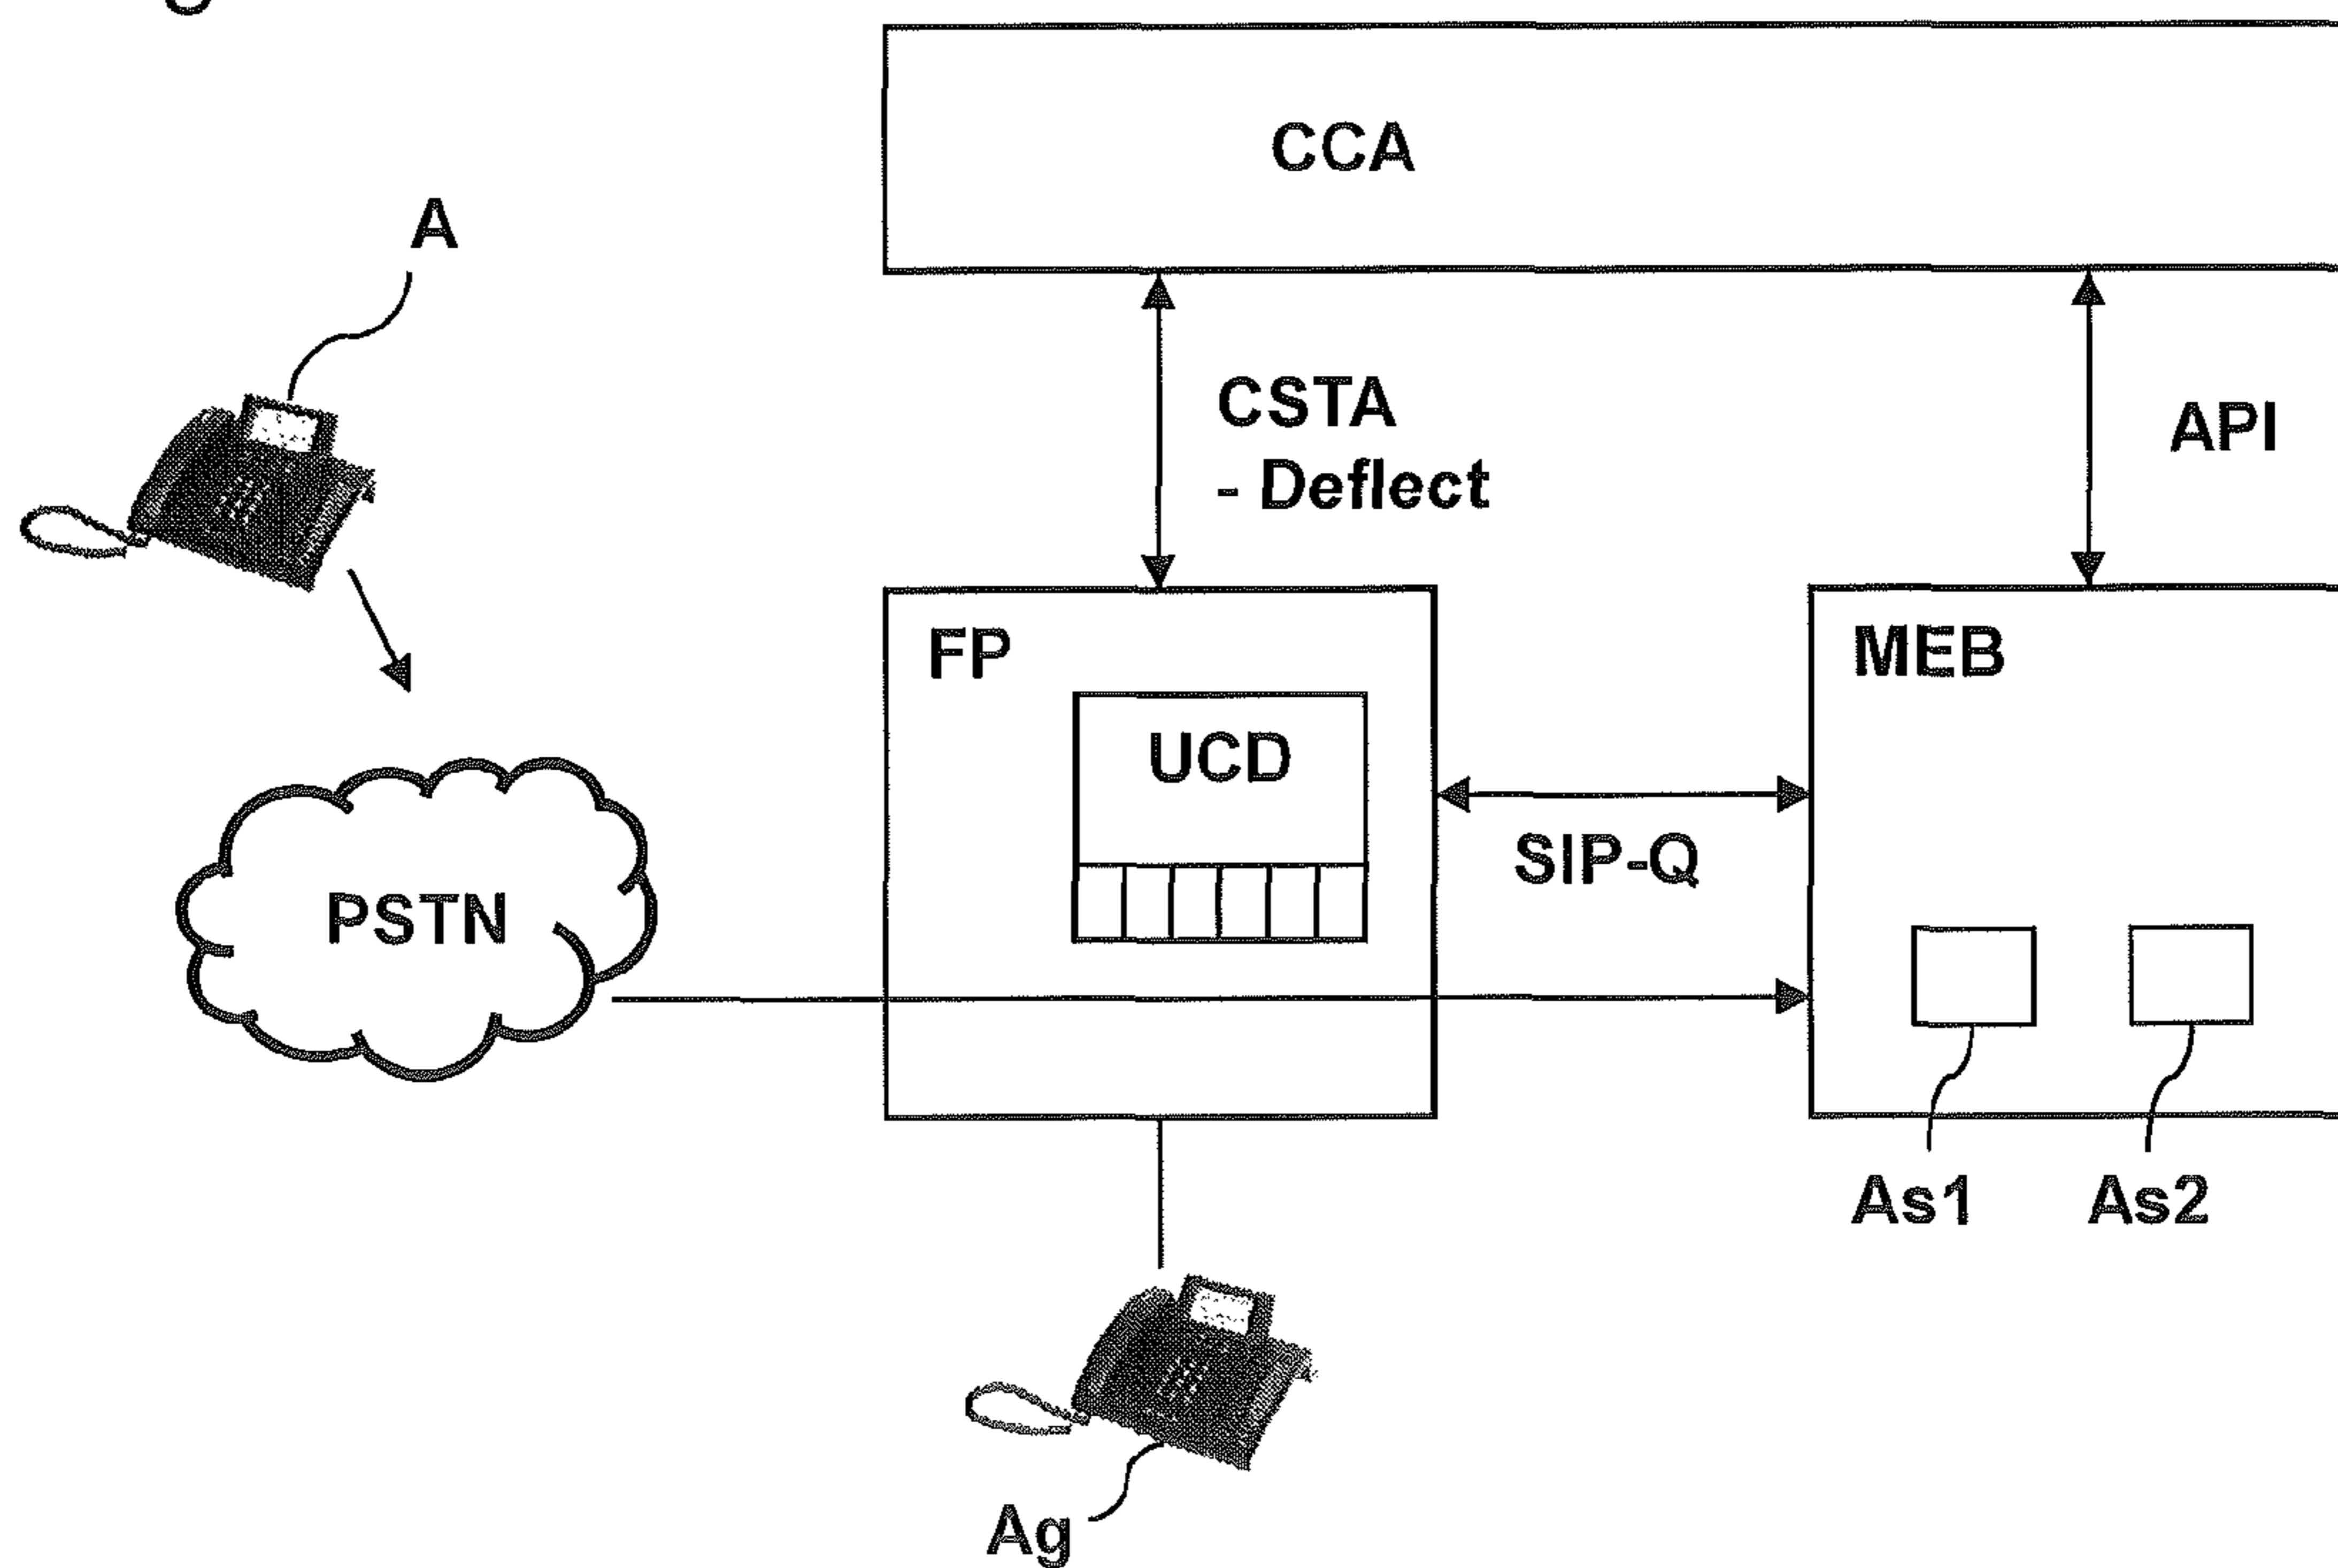 CCA
A
CSTA
- Deflect
API
FP
MEB
UCD
SIP-Q
PSTN
As1
As2
Ag